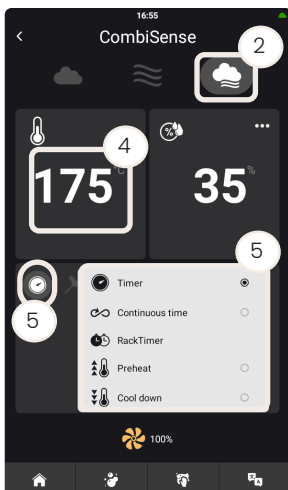 16:55
CombiSense
2
4
175 °C
35 %
5
Timer
5
Continuous time
RackTimer
Preheat
Cool down
100%